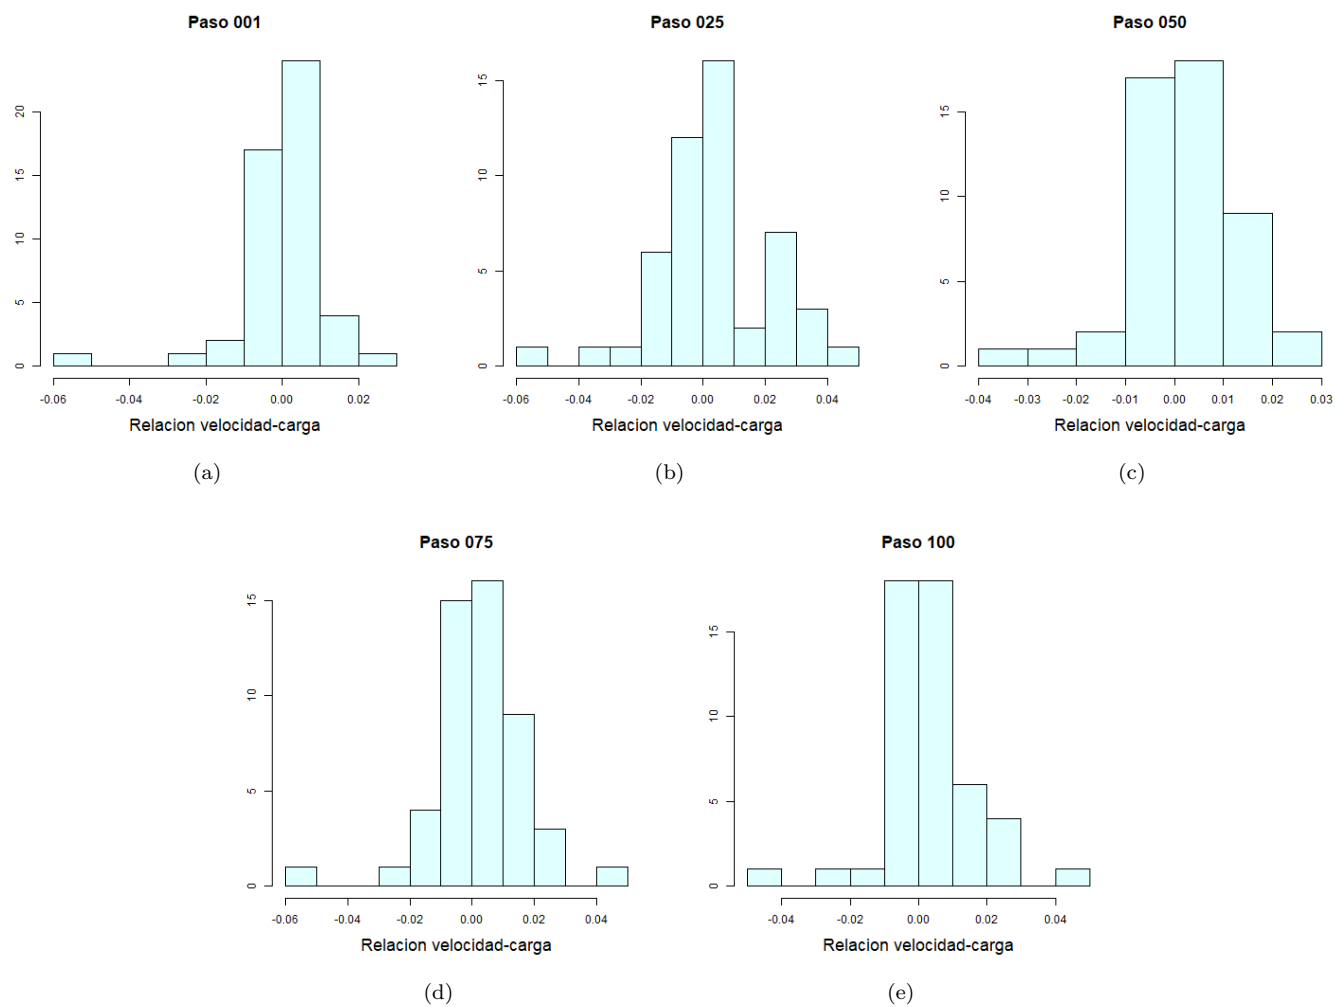 Paso 001
20
15
10
5
0
-0.06 -0.04 -0.02 0.00 0.02
Relacion velocidad-carga
(a)
Paso 025
15
10
5
0
-0.06 -0.04 -0.02 0.00 0.02 0.04
Relacion velocidad-carga
(b)
Paso 050
15
10
5
0
-0.04 -0.03 -0.02 -0.01 0.00 0.01 0.02 0.03
Relacion velocidad-carga
(c)
Paso 075
15
10
5
0
-0.06 -0.04 -0.02 0.00 0.02 0.04
Relacion velocidad-carga
(d)
Paso 100
15
10
5
0
-0.04 -0.02 0.00 0.02 0.04
Relacion velocidad-carga
(e)